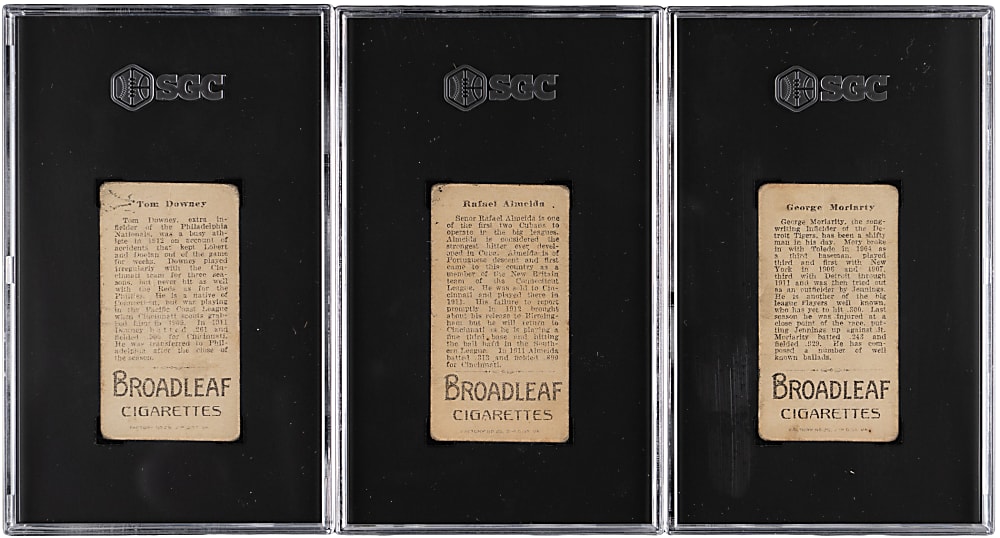 SGC
Tom Downey
Tom Downey, extra in-
fielder of the Philadelphia
Nationals, was a busy ath-
lete in 1912 on account of
accidents that kept Lobert
and Doolan out of the game
for weeks. Downey played
irregularly with the Cin-
cinnati team for three sea-
sons, but never hit as well
with the Reds as for the
Phillies. He is a native of
Connecticut, but was playing
in the Pacific Coast League
when Cincinnati scouts grab-
bed him in 1909. In 1911
Downey batted .261 and
fielded for Cincinnati.
He was transferred to Phil-
adelphia after the close of
the season.
BROADLEAF
CIGARETTES
SGC
Rafael Almeida
Senor Rafael Almeida is one
of the first two Cubans to
operate in the big leagues.
Almeida is considered the
strongest hitter ever devel-
oped in Cuba. Almeida is of
Portuguese descent and first
came to this country as a
member of the New Britain
team of the Connecticut
League. He was sold to Cin-
cinnati and played there in
1911. His failure to report
promptly in 1912 brought
about his release to Birming-
ham but he will return to
Cincinnati as he is playing a
fine third base and hitting
the ball hard in the South-
ern League. In 1911 Almeida
batted .313 and fielded
for Cincinnati.
BROADLEAF
CIGARETTES
SGC
George Moriarty
George Moriarity, the song-
writing infielder of the De-
troit Tigers, has been a shifty
man in his day. Mory broke
in with Toledo in 1904 as
a third baseman, played
third and first with New
York in 1906 and 1907,
third with Detroit through
1911 and was then tried out
as an outfielder by Jennings.
He is another of the big
league players well known,
who has yet to hit .300. Last
season he was injured at a
close point of the race, put-
ting Jennings up against it.
Moriarity batted .243 and
fielded .929. He has com-
posed a number of well
known ballads.
BROADLEAF
CIGARETTES